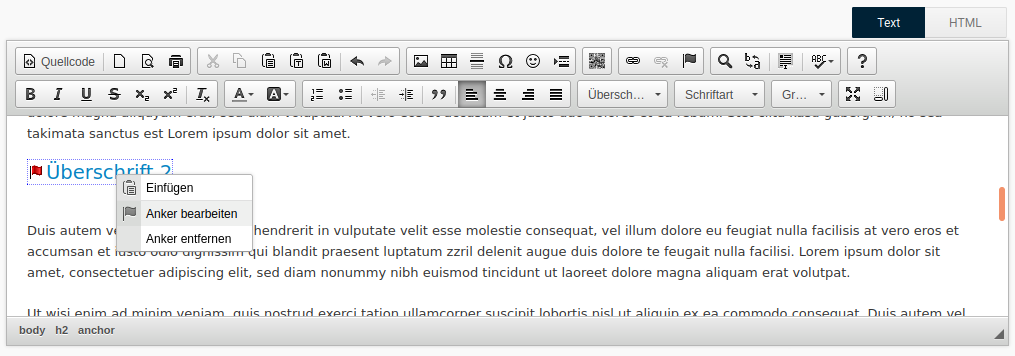 Text HTML
Quellcode
ABC
Übersch... Schriftart Gr...
takimata sanctus est Lorem ipsum dolor sit amet.
Überschrift 2
Einfügen
Anker bearbeiten
Anker entfernen
Duis autem hendrerit in vulputate velit esse molestie consequat, vel illum dolore eu feugiat nulla facilisis at vero eros et
accumsan et iusto odio dignissim qui blandit praesent luptatum zzril delenit augue duis dolore te feugait nulla facilisi. Lorem ipsum dolor sit
amet, consectetuer adipiscing elit, sed diam nonummy nibh euismod tincidunt ut laoreet dolore magna aliquam erat volutpat.
Ut wisi enim ad minim veniam, quis nostrud exerci tation ullamcorper suscipit lobortis nisl ut aliquip ex ea commodo consequat. Duis autem vel
body h2 anchor